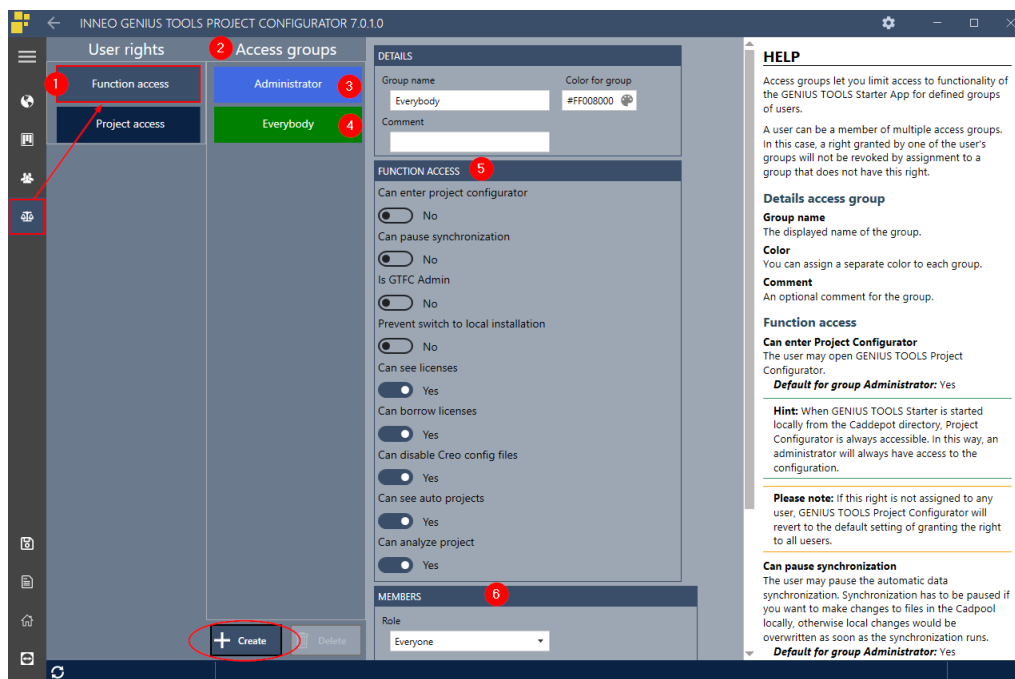 INNEO GENIUS TOOLS PROJECT CONFIGURATOR 7.0.1.0
User rights
1
Function access
Project access
2
Access groups
Administrator
3
Everybody
4
Create
Delete
DETAILS
Group name
Color for group
Everybody
#FF008000
Comment
FUNCTION ACCESS
5
Can enter project configurator
No
Can pause synchronization
No
Is GTFC Admin
No
Prevent switch to local installation
No
Can see licenses
Yes
Can borrow licenses
Yes
Can disable Creo config files
Yes
Can see auto projects
Yes
Can analyze project
Yes
MEMBERS
6
Role
Everyone
HELP
Access groups let you limit access to functionality of
the GENIUS TOOLS Starter App for defined groups
of users.
A user can be a member of multiple access groups.
In this case, a right granted by one of the user's
groups will not be revoked by assignment to a
group that does not have this right.
Details access group
Group name
The displayed name of the group.
Color
You can assign a separate color to each group.
Comment
An optional comment for the group.
Function access
Can enter Project Configurator
The user may open GENIUS TOOLS Project
Configurator.
Default for group Administrator: Yes
Hint: When GENIUS TOOLS Starter is started
locally from the Caddepot directory, Project
Configurator is always accessible. In this way, an
administrator will always have access to the
configuration.
Please note: If this right is not assigned to any
user, GENIUS TOOLS Project Configurator will
revert to the default setting of granting the right
to all uesers.
Can pause synchronization
The user may pause the automatic data
synchronization. Synchronization has to be paused if
you want to make changes to files in the Cadpool
locally, otherwise local changes would be
overwritten as soon as the synchronization runs.
Default for group Administrator: Yes